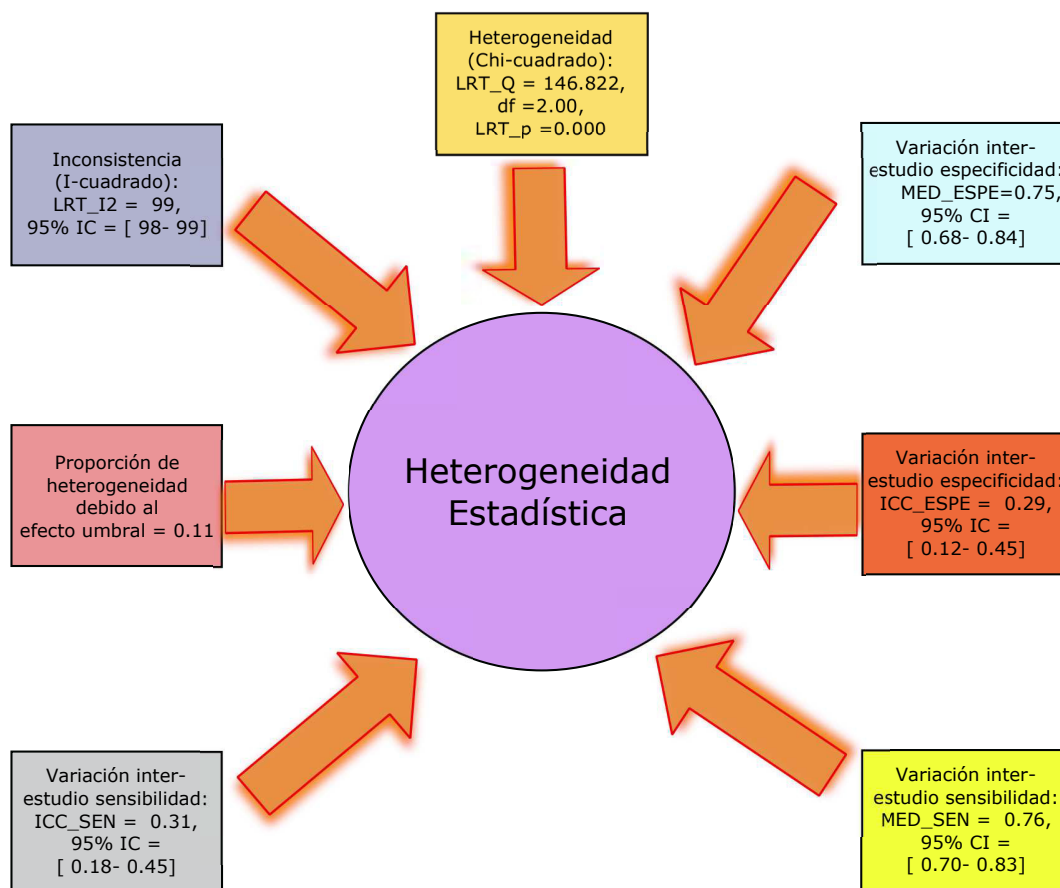 Heterogeneidad
(Chi-cuadrado):
LRT_Q = 146.822,
df =2.00,
LRT_p =0.000
Inconsistencia
(I-cuadrado):
LRT_I2 = 99,
95% IC = [ 98- 99]
Variación inter-
estudio especificidad:
MED_ESPE=0.75,
95% CI =
[ 0.68- 0.84]
Proporción de
heterogeneidad
debido al
efecto umbral = 0.11
Heterogeneidad
Estadística
Variación inter-
estudio especificidad:
ICC_ESPE = 0.29,
95% IC =
[ 0.12- 0.45]
Variación inter-
estudio sensibilidad:
ICC_SEN = 0.31,
95% IC =
[ 0.18- 0.45]
Variación inter-
estudio sensibilidad:
MED_SEN = 0.76,
95% CI =
[ 0.70- 0.83]